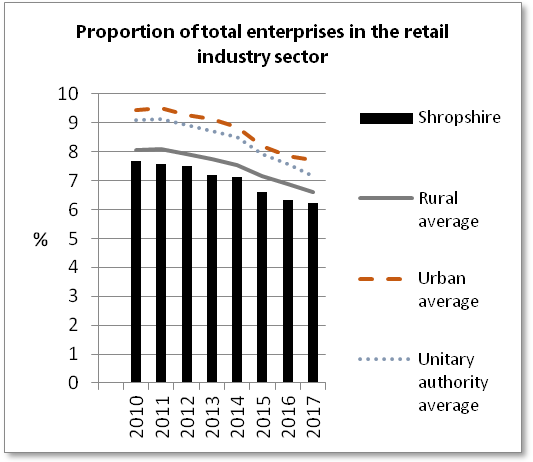 Proportion of total enterprises in the retail
industry sector
10
9
8
7
6
5
4
3
2
1
0
%
2010
2011
2012
2013
2014
2015
2016
2017
Shropshire
Rural
average
Urban
average
Unitary
authority
average